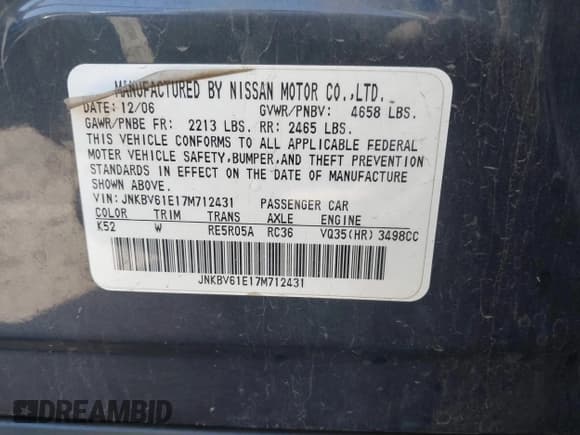 MANUFACTURED BY NISSAN MOTOR CO.,LTD.
DATE: 12/06 GVWR/PNBV: 4658 LBS.
GAWR/PNBE FR: 2213 LBS. RR: 2465 LBS.
THIS VEHICLE CONFORMS TO ALL APPLICABLE FEDERAL
MOTER VEHICLE SAFETY,BUMPER,AND THEFT PREVENTION
STANDARDS IN EFFECT ON THE DATE OF MANUFACTURE
SHOWN ABOVE.
VIN: JNKBV61E17M712431 PASSENGER CAR
COLOR TRIM TRANS AXLE ENGINE
K52 W RE5R05A RC36 VQ35(HR) 3498CC
JNKBV61E17M712431
DREAMBID